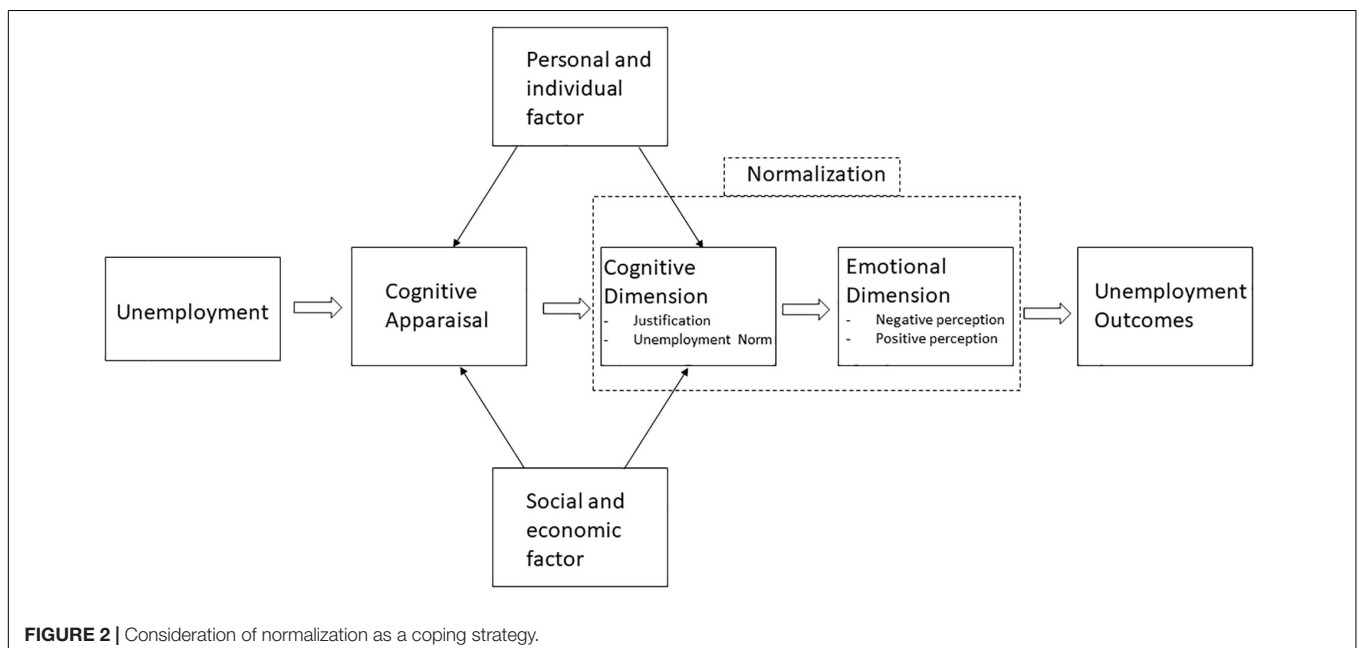 Personal and
individual
factor
Normalization
Unemployment
Cognitive
Apparaisal
Cognitive
Dimension
- Justification
- Unemployment Norm
Emotional
Dimension
- Negative perception
- Positive perception
Unemployment
Outcomes
Social and
economic
factor
FIGURE 2 | Consideration of normalization as a coping strategy.